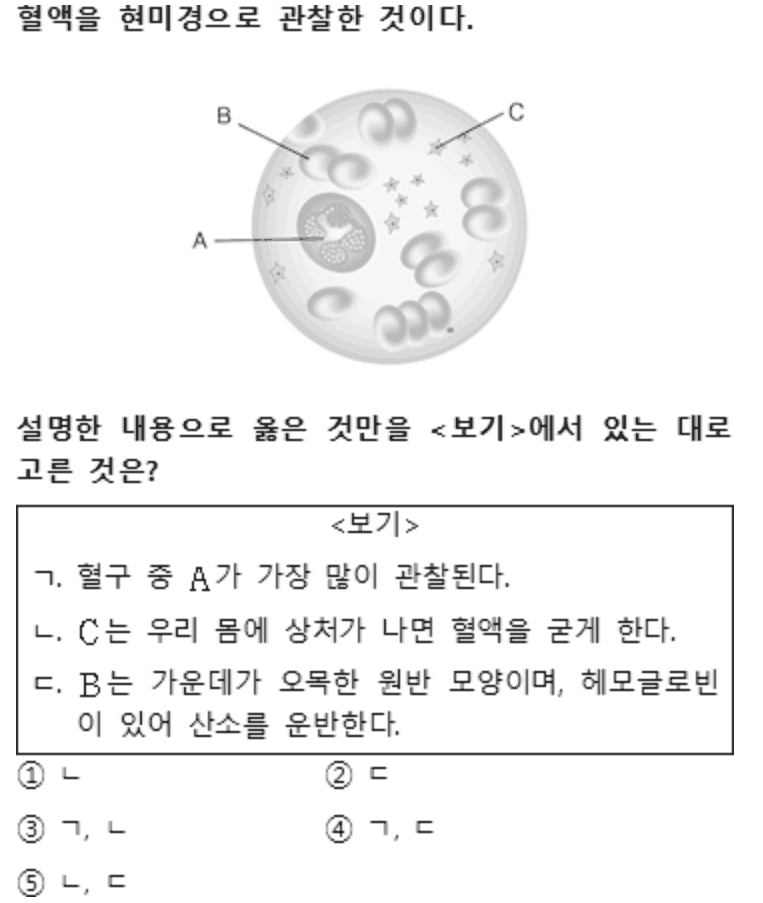 혈액을 현미경으로 관찰한 것이다.
B
C
A
설명한 내용으로 옳은 것만을 <보기>에서 있는 대로
고른 것은?
<보기>
ㄱ. 혈구 중 A가 가장 많이 관찰된다.
ㄴ. C는 우리 몸에 상처가 나면 혈액을 굳게 한다.
ㄷ. B는 가운데가 오목한 원반 모양이며, 헤모글로빈
이 있어 산소를 운반한다.
① ㄴ ② ㄷ
③ ㄱ, ㄴ ④ ㄱ, ㄷ
⑤ ㄴ, ㄷ